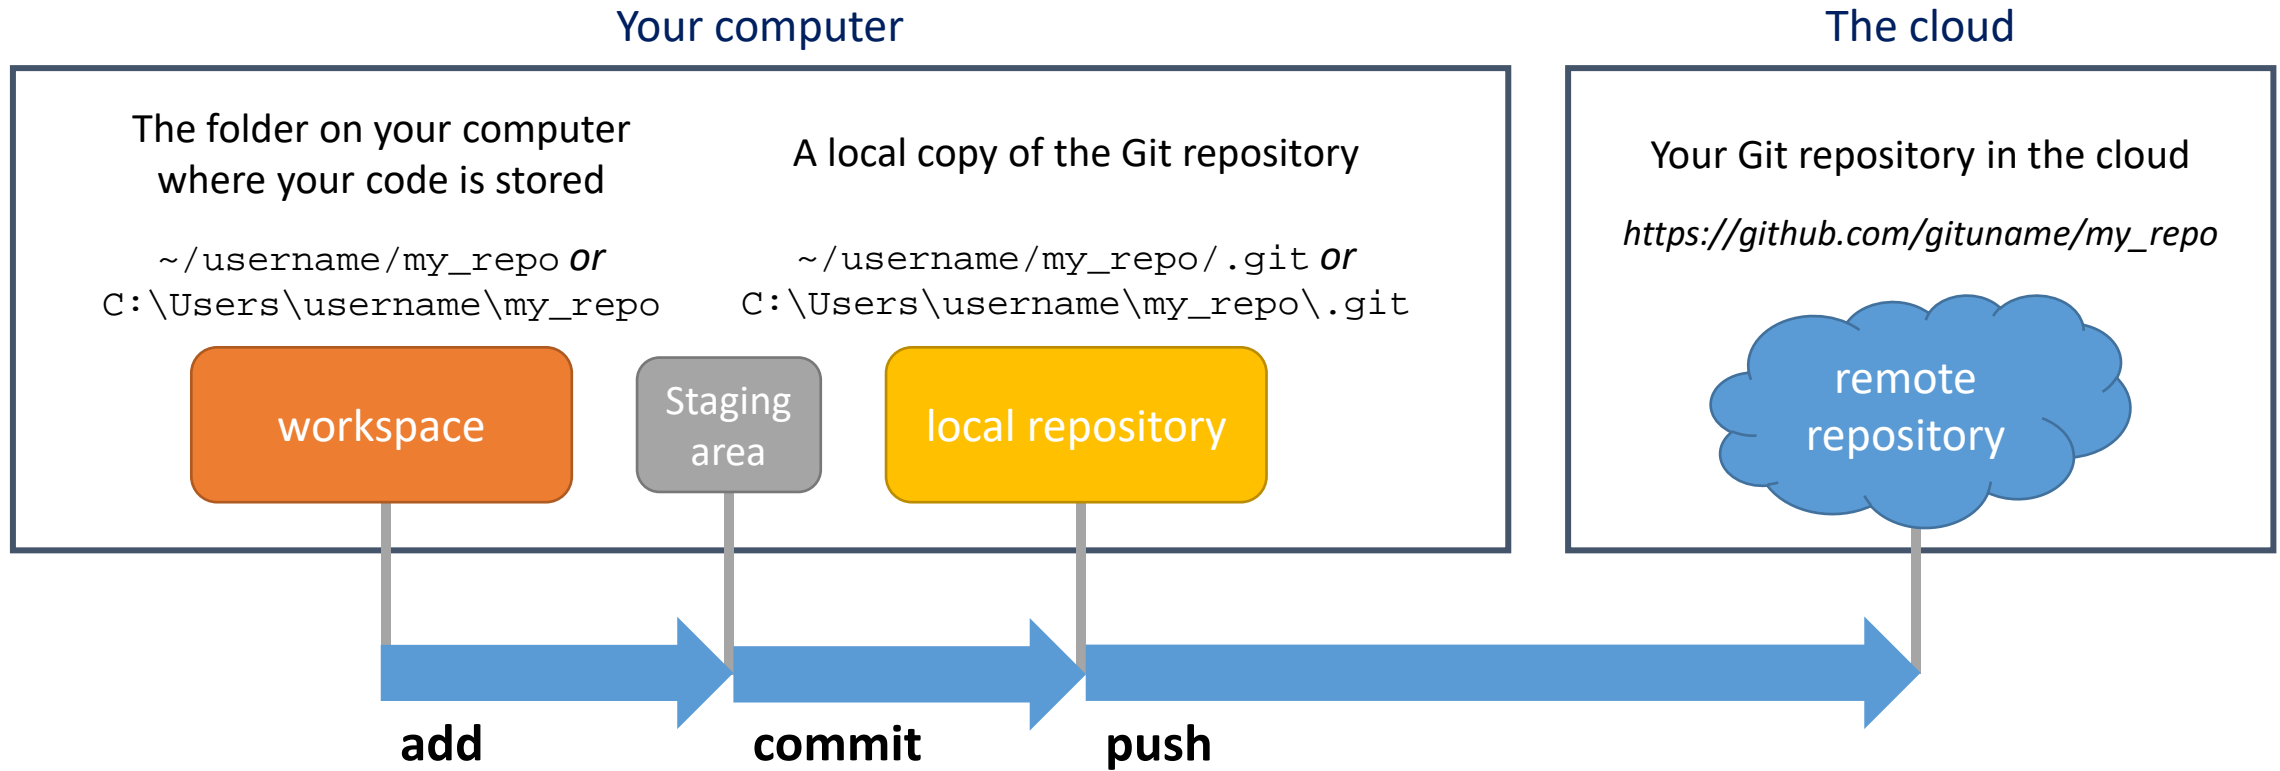 Your computer
The cloud
The folder on your computer
where your code is stored
~/username/my_repo or
C:\Users\username\my_repo
A local copy of the Git repository
~/username/my_repo/.git or
C:\Users\username\my_repo\.git
Your Git repository in the cloud
https://github.com/gituname/my_repo
workspace
Staging
area
local repository
remote
repository
add
commit
push